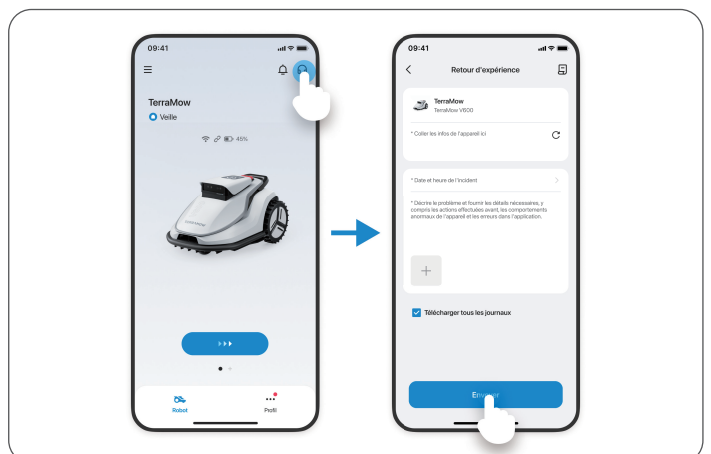 09:41
TerraMow
Veille
45%
Robot
Profil
09:41
Retour d'expérience
TerraMow
TerraMow V600
* Coller les infos de l'appareil ici
* Date et heure de l'incident
* Décrire le problème et fournir les détails nécessaires, y
compris les actions effectuées avant, les comportements
anormaux de l'appareil et les erreurs dans l'application.
Télécharger tous les journaux
Envoyer